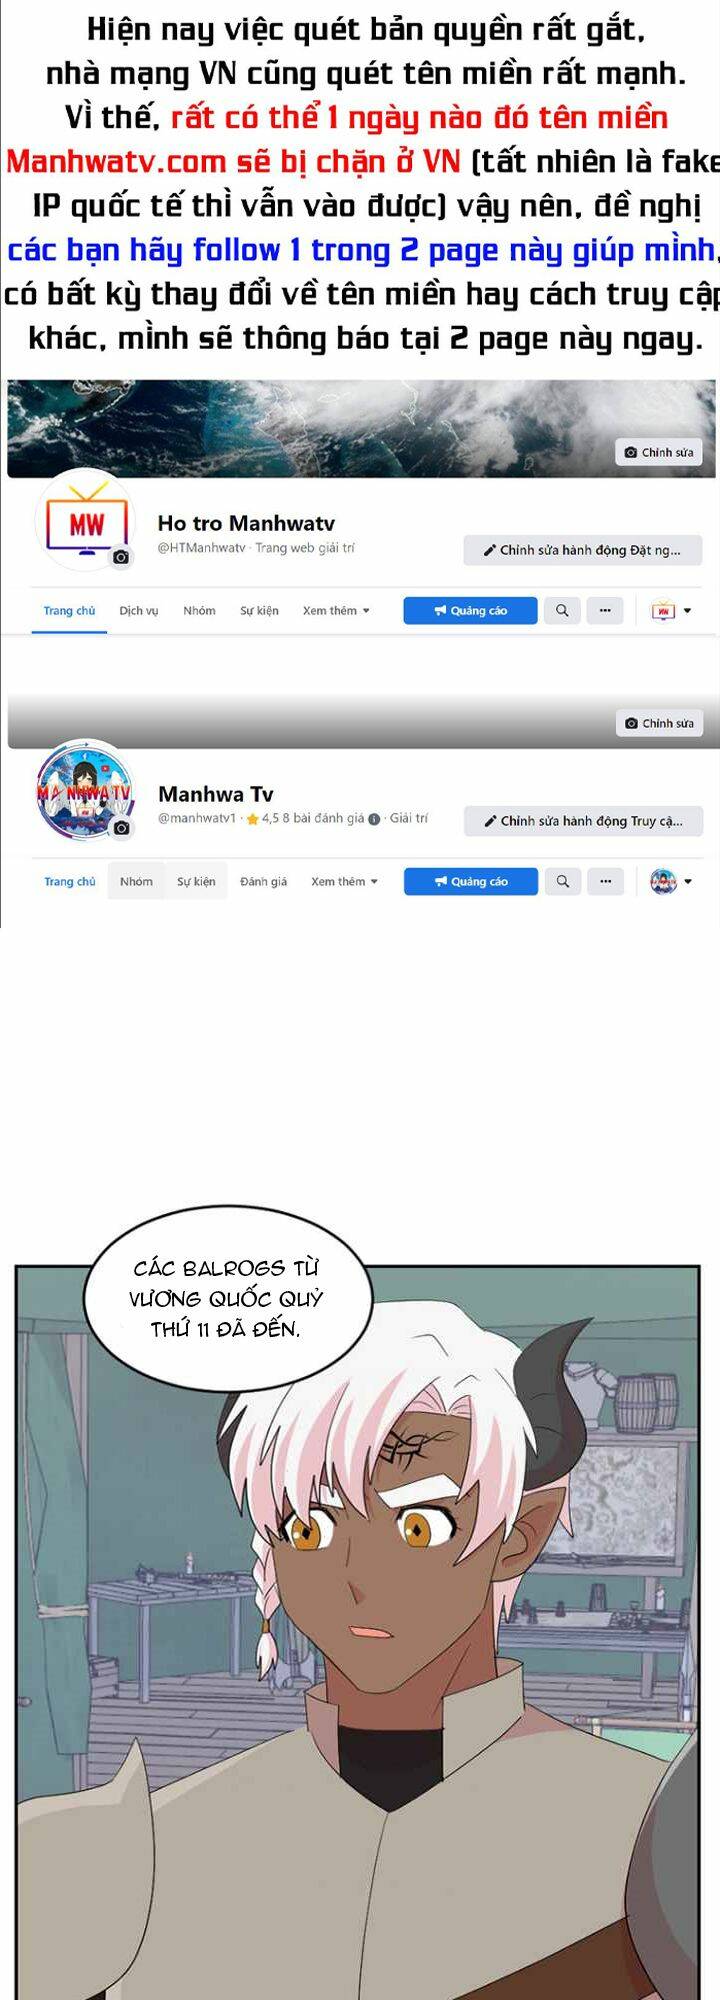 Hiện nay việc quét bản quyền rất gắt,
nhà mạng VN cũng quét tên miền rất mạnh.
Vì thế, rất có thể 1 ngày nào đó tên miền
Manhwatv.com sẽ bị chặn ở VN (tất nhiên là fake
IP quốc tế thì vẫn vào được) vậy nên, đề nghị
các bạn hãy follow 1 trong 2 page này giúp mình,
có bất kỳ thay đổi về tên miền hay cách truy cập
khác, mình sẽ thông báo tại 2 page này ngay.
Chỉnh sửa
MW
Ho tro Manhwatv
@HTManhwatv · Trang web giải trí
Chỉnh sửa hành động Đặt ng...
Trang chủ Dịch vụ Nhóm Sự kiện Xem thêm Quảng cáo ... MW
Chỉnh sửa
MANHWA TV
Manhwa Tv
@manhwatv1 · 4,5 8 bài đánh giá · Giải trí
Chỉnh sửa hành động Truy cậ...
Trang chủ Nhóm Sự kiện Đánh giá Xem thêm Quảng cáo ...
CÁC BALROGS TỪ
VƯƠNG QUỐC QUỶ
THỨ 11 ĐÃ ĐẾN.